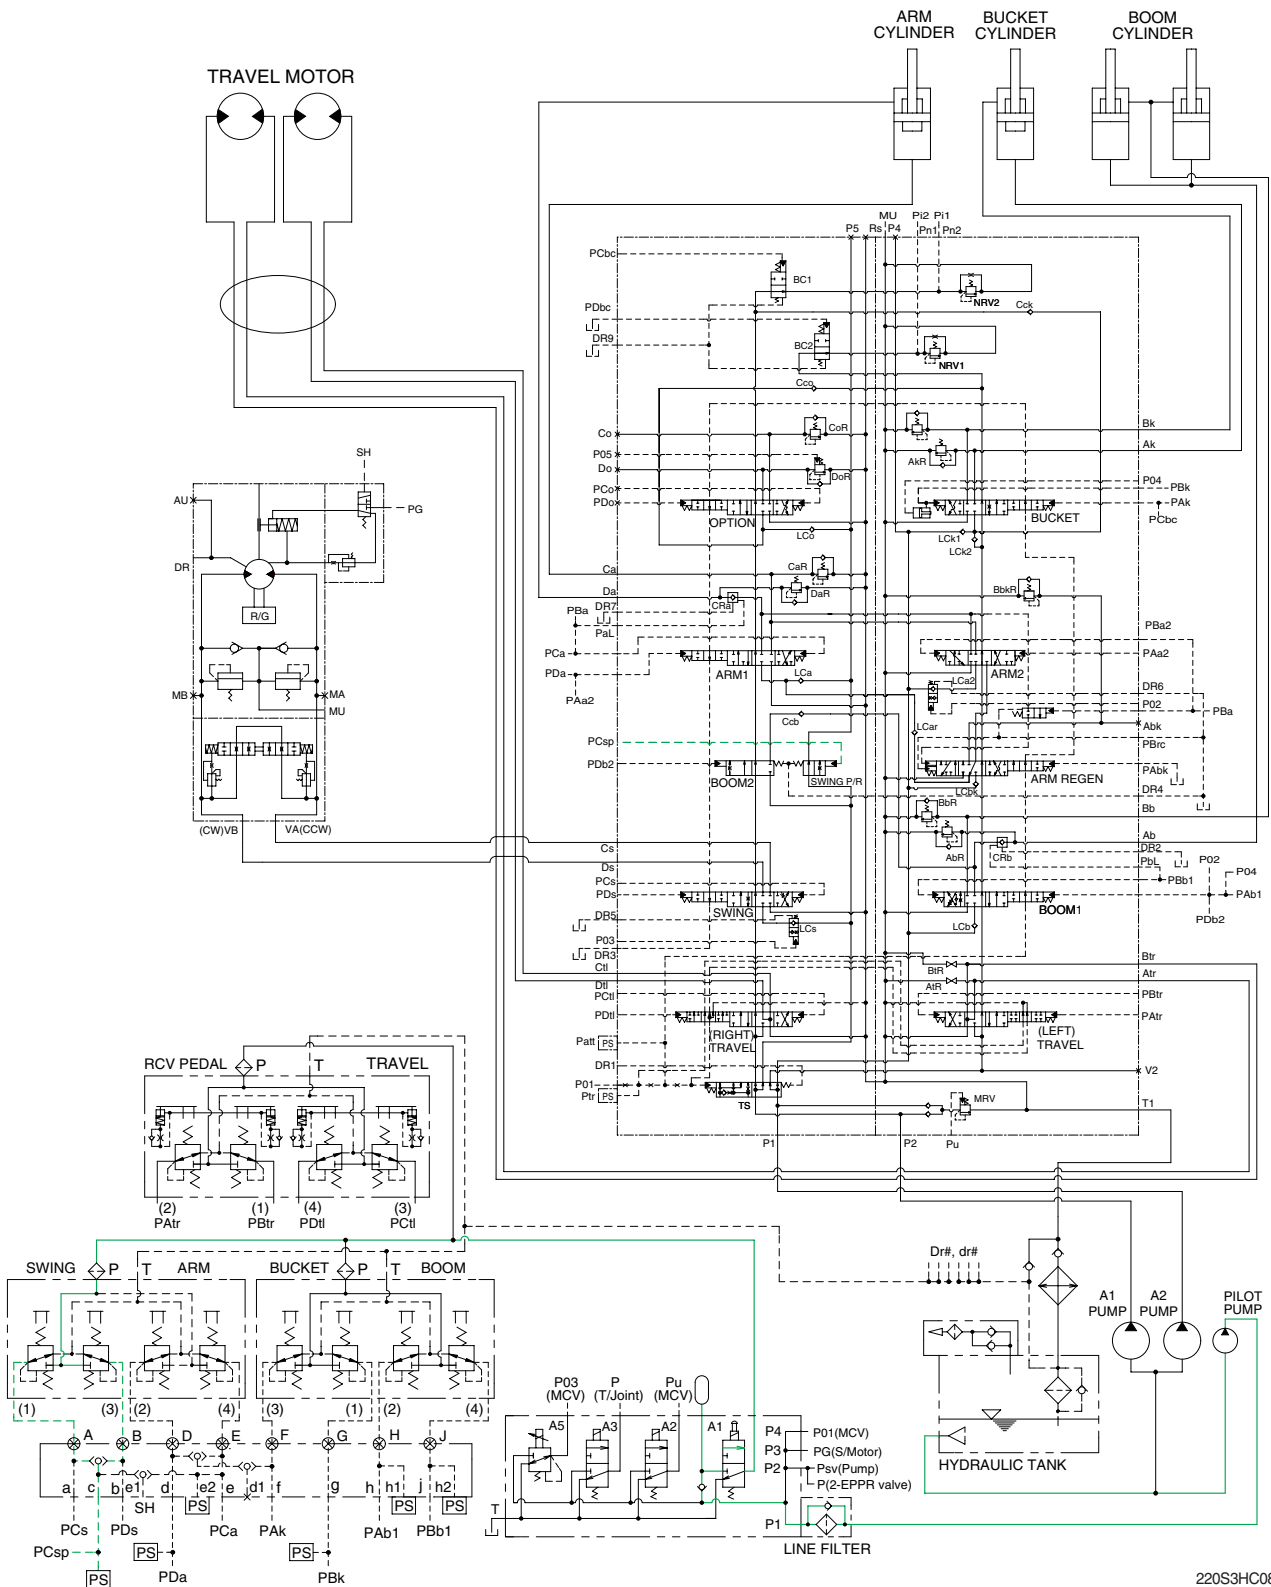 ARM
CYLINDER
BUCKET
CYLINDER
BOOM
CYLINDER
TRAVEL MOTOR
P5
Rs
MU
P4
Pi2
Pi1
Pn1
Pn2
PCbc
BC1
NRV2
Cck
PDbc
DR9
BC2
NRV1
Cco
Co
CoR
Bk
P05
AkR
Ak
Do
DoR
PCo
P04
PBk
PDo
PAk
OPTION
BUCKET
PCbc
LCo
LCk1
LCk2
SH
AU
PG
DR
R/G
MB
MA
MU
(CW)VB
VA(CCW)
Ca
CaR
Da
DaR
BbkR
CRa
DR7
PBa
PaL
PBa2
PCa
PAa2
PDa
ARM1
ARM2
PAa2
LCa
LCa2
DR6
P02
PBa
Ccb
LCar
Abk
PCsp
PBrc
PDb2
PAbk
BOOM2
SWING P/R
ARM REGEN
LCbk
DR4
BbR
Bb
AbR
CRb
Ab
DR2
Cs
Ds
PbL
P02
P04
PCs
PBb1
PDs
PAb1
SWING
BOOM1
PDb2
DR5
LCs
LCb
P03
DR3
Ctl
BtR
Btr
Dtl
AtR
Atr
PCtl
PBtr
PDtl
PAtr
(RIGHT)
TRAVEL
(LEFT)
TRAVEL
Patt
PS
DR1
V2
P01
Ptr
PS
TS
MRV
T1
P1
P2
Pu
RCV PEDAL
P
T
TRAVEL
(2)
(1)
(4)
(3)
PAtr
PBtr
PDtl
PCtl
SWING
P
T
ARM
BUCKET
P
T
BOOM
(1)
(3)
(2)
(4)
(3)
(1)
(2)
(4)
A
B
D
E
F
G
H
J
a
c
b
e1
d
e2
e
d1
f
g
h
h1
j
h2
SH
PS
PS
PS
PCs
PDs
PCa
PAk
PAb1
PBb1
PCsp
PS
PS
PDa
PS
PBk
Dr#, dr#
A1
PUMP
A2
PUMP
PILOT
PUMP
HYDRAULIC TANK
P03
(MCV)
P
(T/Joint)
Pu
(MCV)
A5
A3
A2
A1
P4
P01(MCV)
P3
PG(S/Motor)
P2
Psv(Pump)
P(2-EPPR valve)
T
P1
LINE FILTER